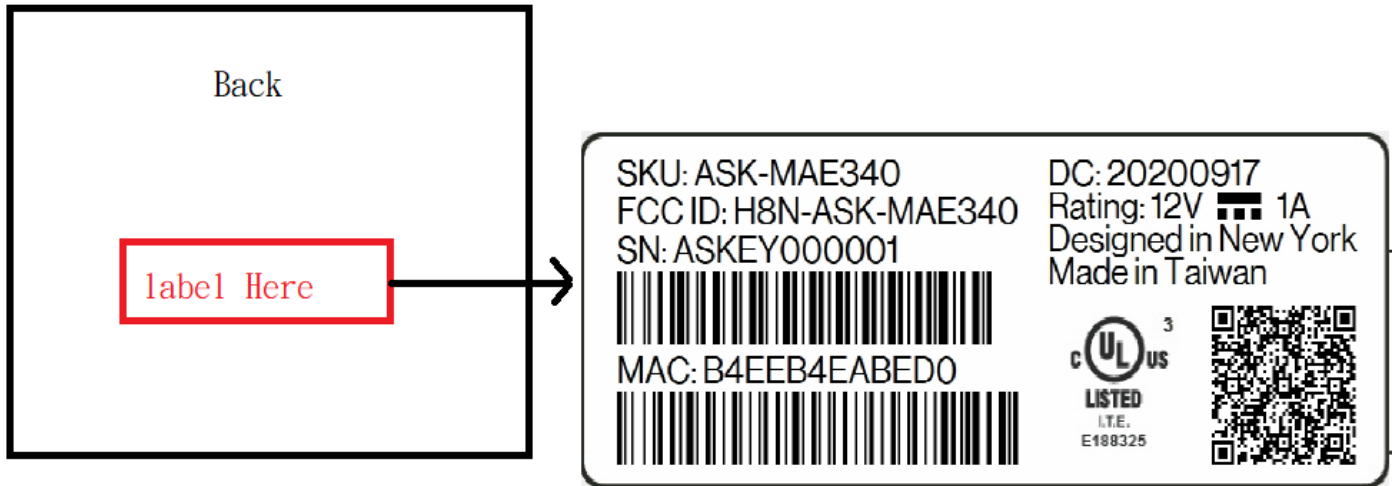 Back
label Here
SKU: ASK-MAE340
FCC ID: H8N-ASK-MAE340
SN: ASKEY000001
MAC: B4EEB4EABED0
DC: 20200917
Rating: 12V 1A
Designed in New York
Made in Taiwan
3
C UL US
LISTED
I.T.E.
E188325